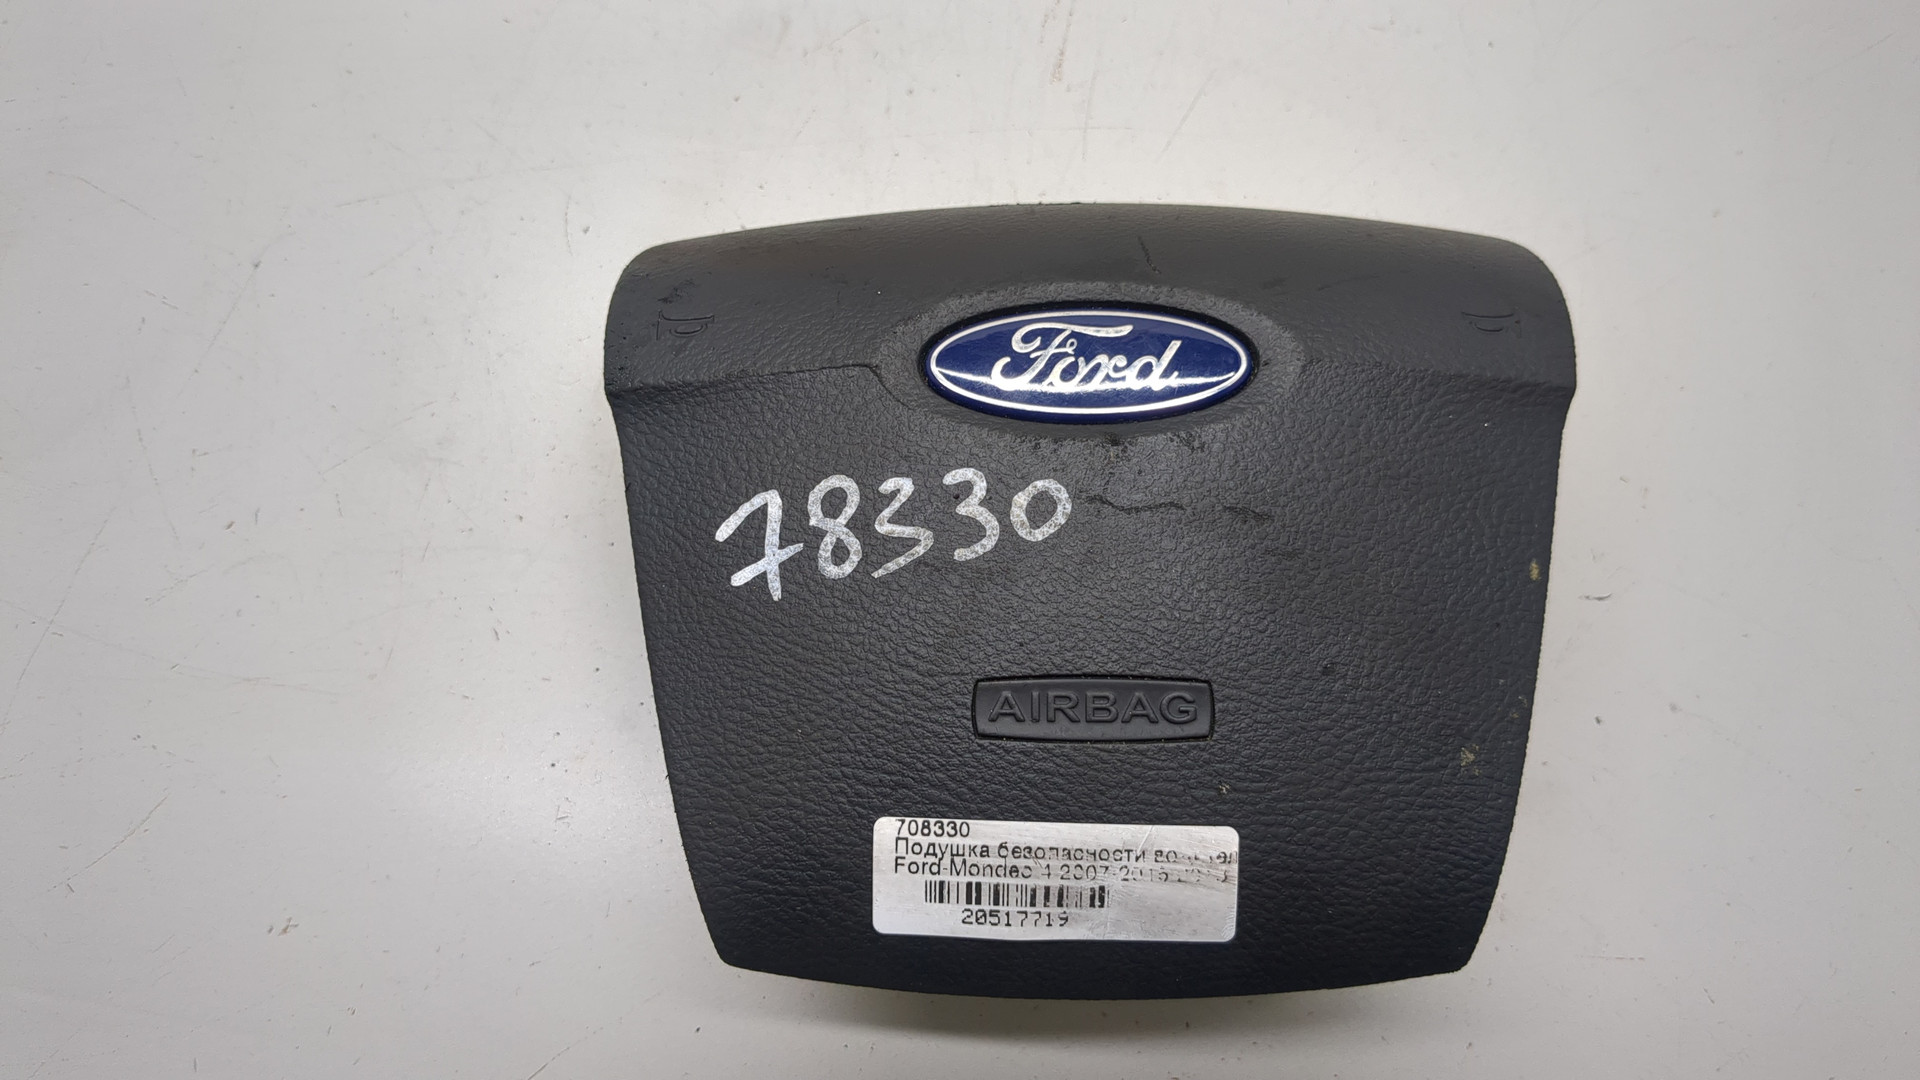 Ford
78330
AIRBAG
708330
Подушка безопасности
Ford-Mondeo 4 2007-2015
20517719